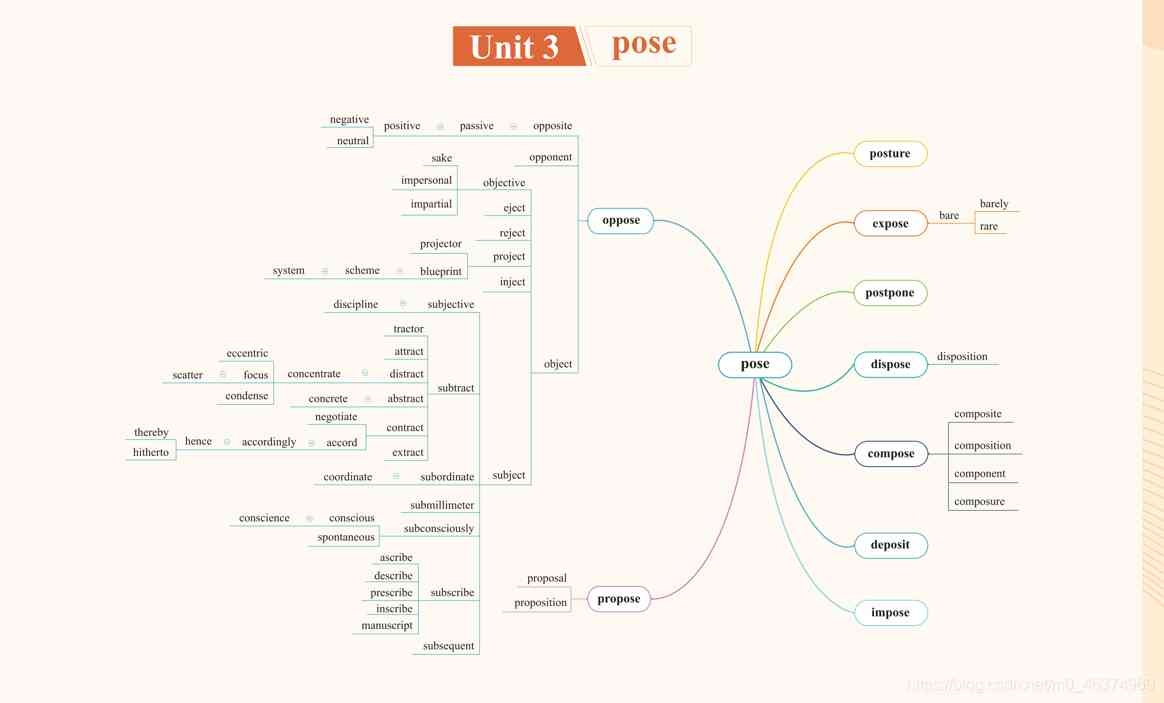 Unit 3
pose
negative
neutral
positive
passive
opposite
opponent
sake
impersonal
impartial
objective
eject
reject
projector
project
system
scheme
blueprint
inject
discipline
subjective
tractor
attract
eccentric
scatter
focus
condense
concentrate
distract
subtract
concrete
abstract
negotiate
contract
thereby
hitherto
hence
accordingly
accord
extract
object
coordinate
subordinate
subject
submillimeter
conscience
conscious
spontaneous
subconsciously
ascribe
describe
prescribe
inscribe
manuscript
subscribe
subsequent
oppose
proposal
proposition
propose
pose
posture
expose
bare
barely
rare
postpone
dispose
disposition
compose
composite
composition
component
composure
deposit
impose
https://blog.csdn.net/m0_46374969